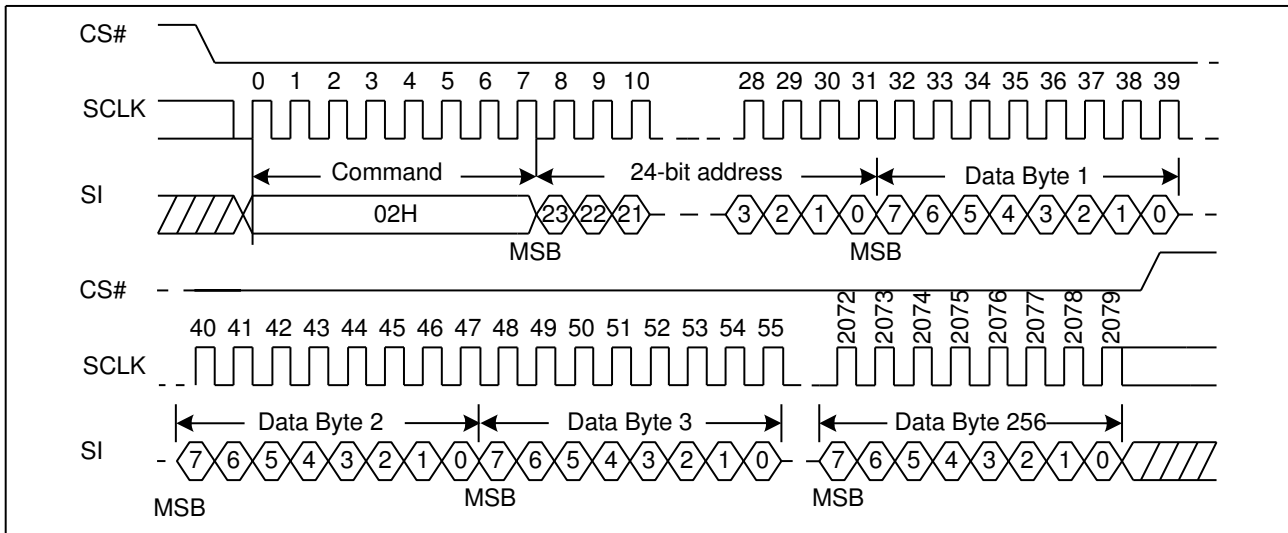 CS#
0 1 2 3 4 5 6 7 8 9 10 28 29 30 31 32 33 34 35 36 37 38 39
SCLK
Command 24-bit address Data Byte 1
SI
02H 23 22 21 3 2 1 0 7 6 5 4 3 2 1 0
MSB MSB
CS#
40 41 42 43 44 45 46 47 48 49 50 51 52 53 54 55 2072 2073 2074 2075 2076 2077 2078 2079
SCLK
Data Byte 2 Data Byte 3 Data Byte 256
SI
7 6 5 4 3 2 1 0 7 6 5 4 3 2 1 0 7 6 5 4 3 2 1 0
MSB MSB MSB